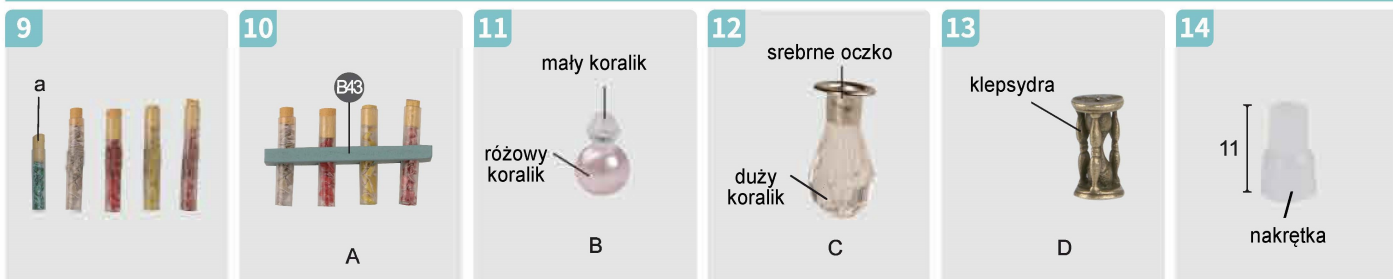 9
a
10
B43
A
11
mały koralik
różowy
koralik
B
12
srebrne oczko
duży
koralik
C
13
klepsydra
D
14
11
nakrętka